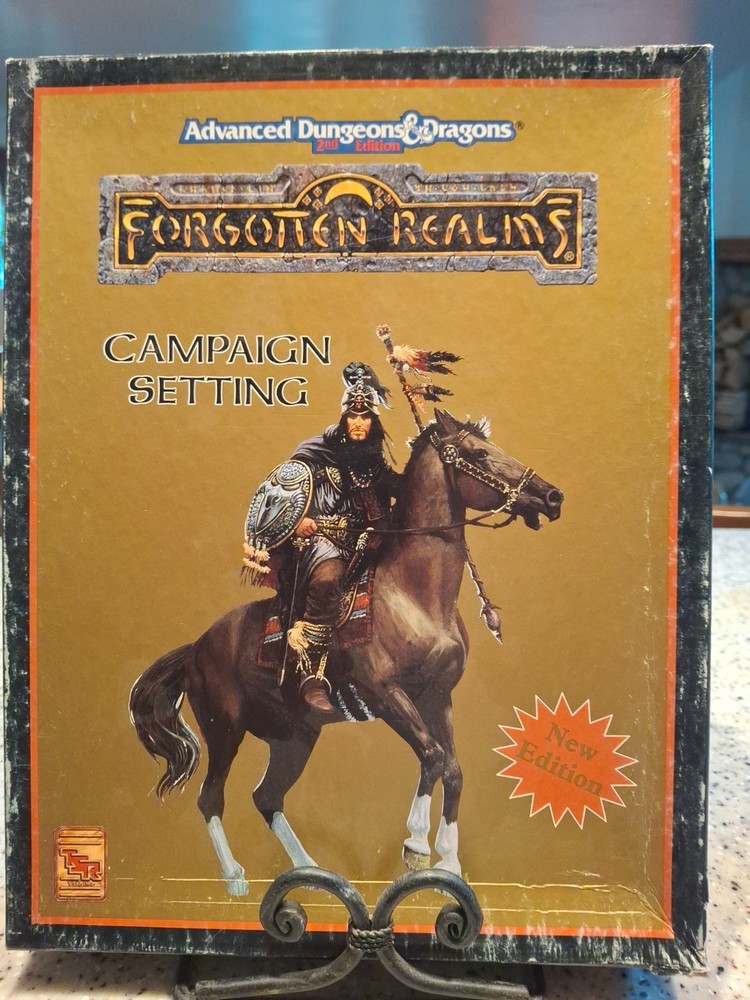 Advanced Dungeons & Dragons®
2nd Edition
FORGOTTEN REALMS®
CAMPAIGN
SETTING
New
Edition
TSR